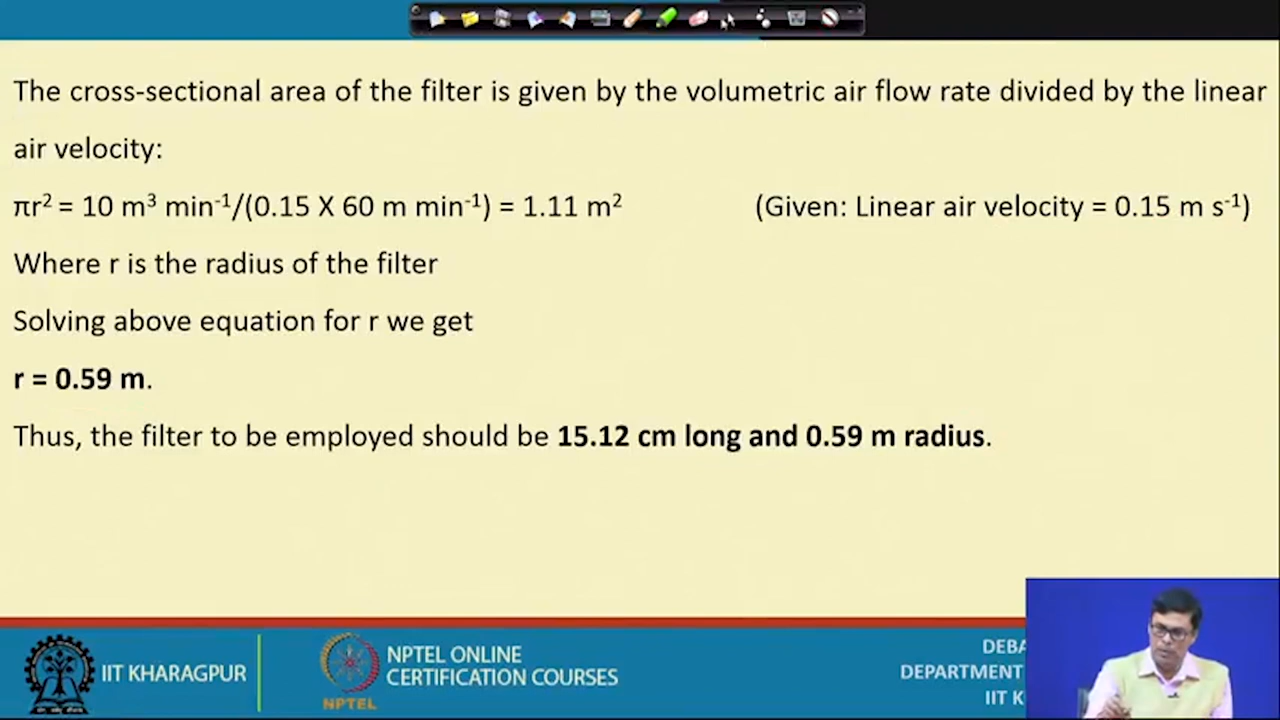 The cross-sectional area of the filter is given by the volumetric air flow rate divided by the linear
air velocity:
πr² = 10 m³ min⁻¹/(0.15 X 60 m min⁻¹) = 1.11 m² (Given: Linear air velocity = 0.15 m s⁻¹)
Where r is the radius of the filter
Solving above equation for r we get
r = 0.59 m.
Thus, the filter to be employed should be 15.12 cm long and 0.59 m radius.
IIT KHARAGPUR
NPTEL
NPTEL ONLINE
CERTIFICATION COURSES
DEBA
DEPARTMENT
IIT K